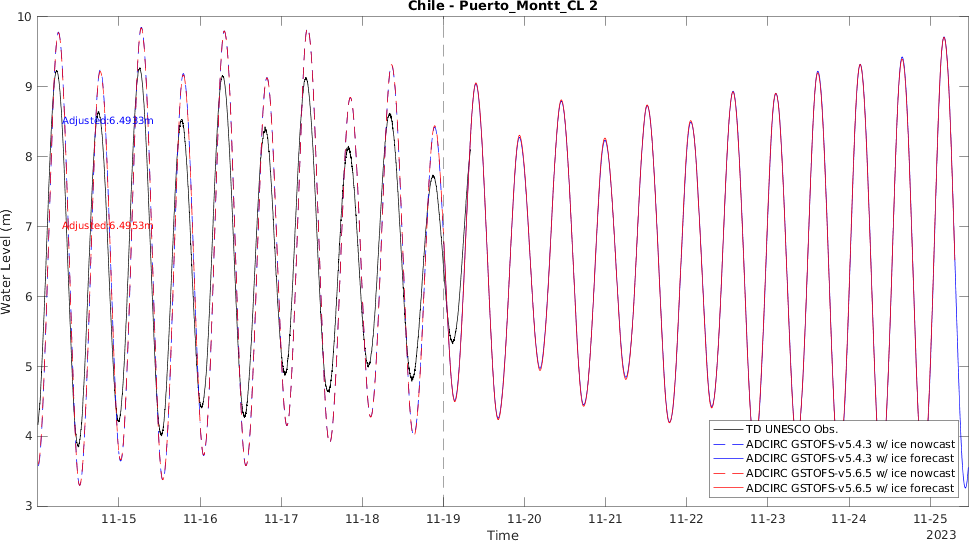 Chile - Puerto_Montt_CL 2
10
9
8
7
6
5
4
3
Water Level (m)
Adjusted:6.4933m
Adjusted:6.4953m
TD UNESCO Obs.
ADCIRC GSTOFS-v5.4.3 w/ ice nowcast
ADCIRC GSTOFS-v5.4.3 w/ ice forecast
ADCIRC GSTOFS-v5.6.5 w/ ice nowcast
ADCIRC GSTOFS-v5.6.5 w/ ice forecast
11-15 11-16 11-17 11-18 11-19 11-20 11-21 11-22 11-23 11-24 11-25
Time
2023